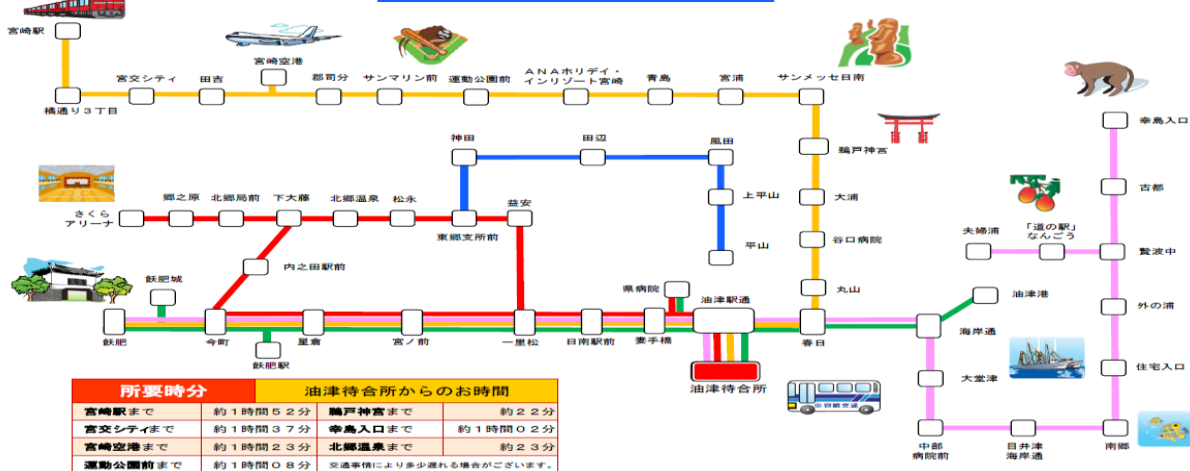 宮崎駅
橘通り3丁目
宮交シティ
田吉
宮崎空港
郡司分
サンマリン前
運動公園前
ANAホリデイ・
インリゾート宮崎
青島
宮浦
サンメッセ日南
鵜戸神宮
大浦
谷口病院
丸山
春日
神田
田辺
風田
上平山
平山
さくら
アリーナ
郷之原
北郷局前
下大藤
北郷温泉
松永
東郷支所前
益安
内之田駅前
飫肥城
飫肥
今町
飫肥駅
星倉
宮ノ前
一里松
日南駅前
妻手橋
県病院
油津駅通
油津待合所
宮崎交通
幸島入口
古都
夫婦浦
「道の駅」
なんごう
贄波中
外の浦
油津港
海岸通
住宅入口
大堂津
中部
病院前
目井津
海岸通
南郷
所要時分 油津待合所からのお時間
宮崎駅まで 約1時間52分 鵜戸神宮まで 約22分
宮交シティまで 約1時間37分 幸島入口まで 約1時間02分
宮崎空港まで 約1時間23分 北郷温泉まで 約23分
運動公園前まで 約1時間08分 交通事情により多少遅れる場合がございます。